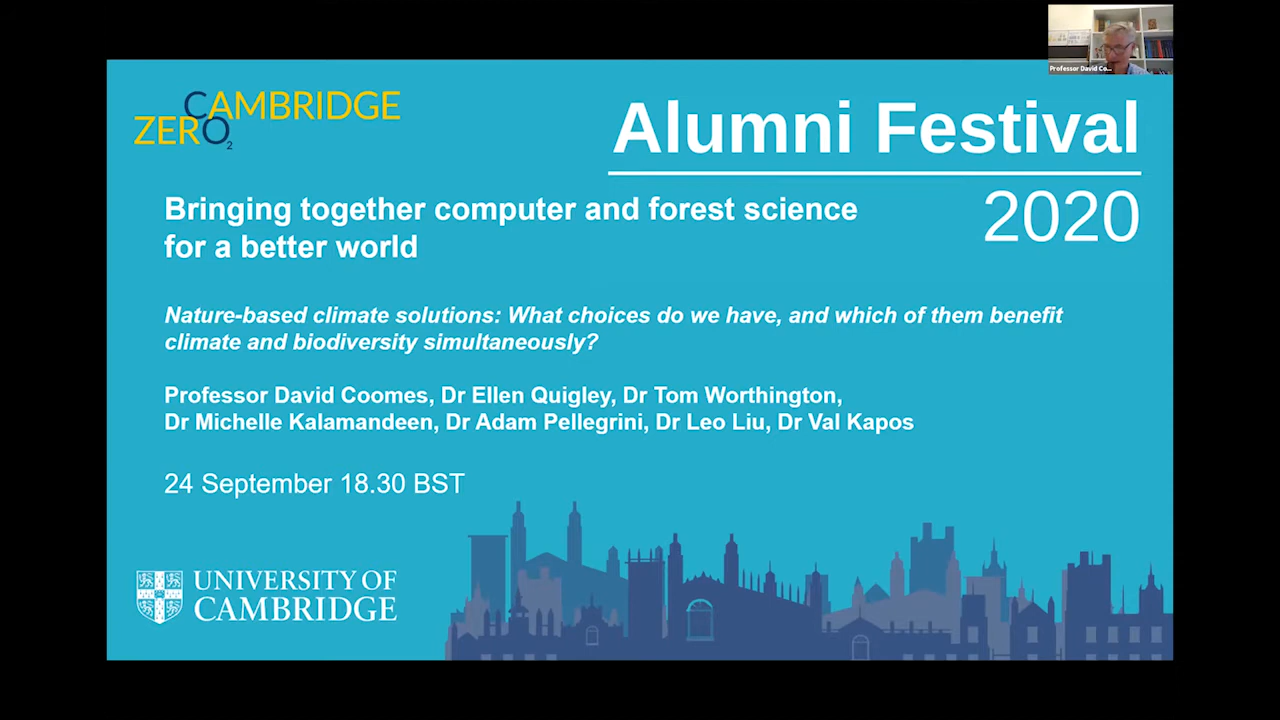 Professor David Co...
CAMBRIDGE
ZERO2
Alumni Festival
2020
Bringing together computer and forest science
for a better world
Nature-based climate solutions: What choices do we have, and which of them benefit
climate and biodiversity simultaneously?
Professor David Coomes, Dr Ellen Quigley, Dr Tom Worthington,
Dr Michelle Kalamandeen, Dr Adam Pellegrini, Dr Leo Liu, Dr Val Kapos
24 September 18.30 BST
UNIVERSITY OF
CAMBRIDGE